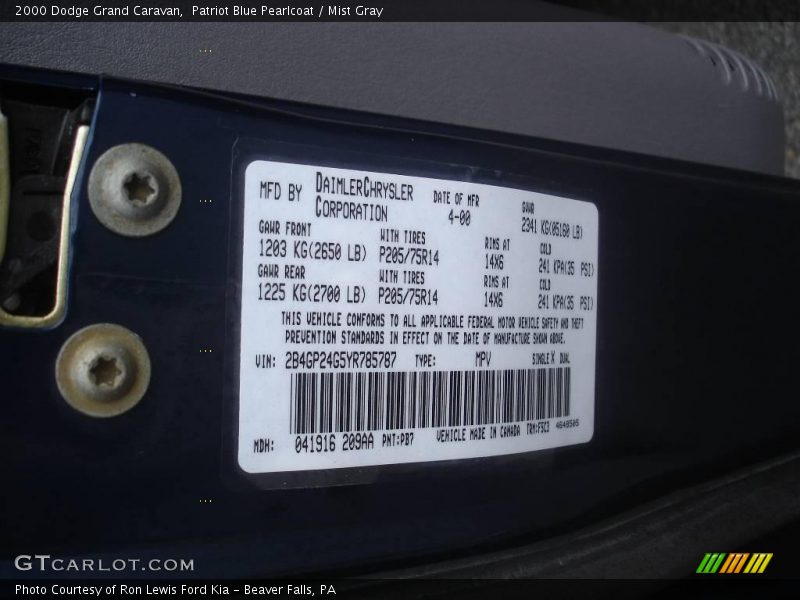 2000 Dodge Grand Caravan, Patriot Blue Pearlcoat / Mist Gray
MFD BY DAIMLERCHRYSLER CORPORATION DATE OF MFR 4-00 GVWR 2341 KG(05160 LB)
GAWR FRONT WITH TIRES RIMS AT COLD
1203 KG(2650 LB) P205/75R14 14X6 241 KPA(35 PSI)
GAWR REAR WITH TIRES RIMS AT COLD
1225 KG(2700 LB) P205/75R14 14X6 241 KPA(35 PSI)
THIS VEHICLE CONFORMS TO ALL APPLICABLE FEDERAL MOTOR VEHICLE SAFETY AND THEFT
PREVENTION STANDARDS IN EFFECT ON THE DATE OF MANUFACTURE SHOWN ABOVE.
VIN: 2B4GP24G5YR785787 TYPE: MPV SINGLE X DUAL
MDH: 041916 209AA PNT:PB7 VEHICLE MADE IN CANADA TRM:F5C3 4648505
GTCARLOT.COM
Photo Courtesy of Ron Lewis Ford Kia – Beaver Falls, PA